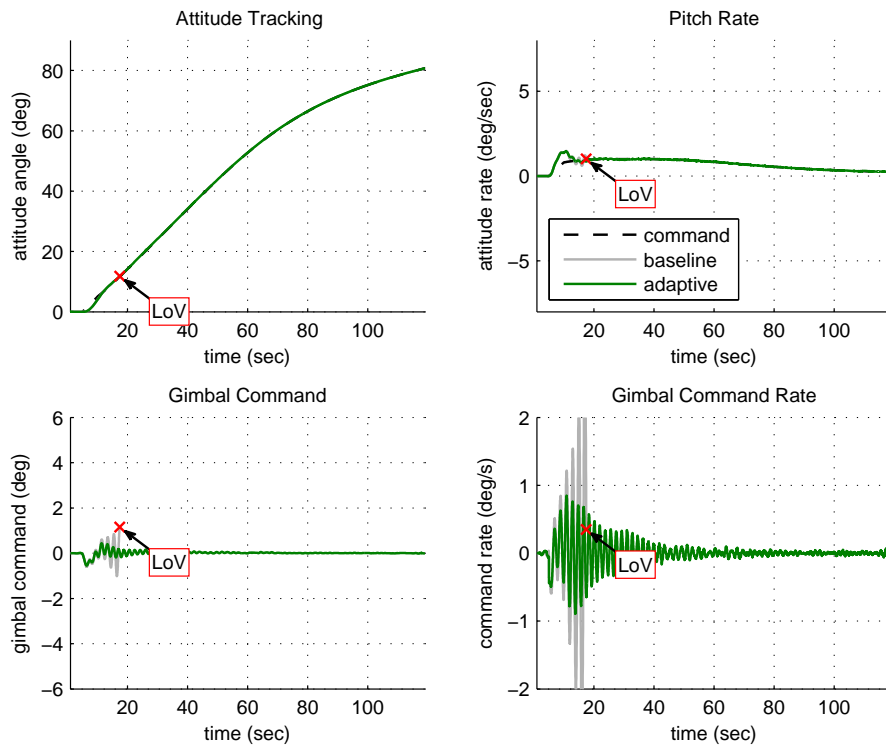 Attitude Tracking
80
60
40
20
0
attitude angle (deg)
20 40 60 80 100
time (sec)
LoV
Pitch Rate
5
0
−5
attitude rate (deg/sec)
20 40 60 80 100
time (sec)
LoV
command
baseline
adaptive
Gimbal Command
6
4
2
0
−2
−4
−6
gimbal command (deg)
20 40 60 80 100
time (sec)
LoV
Gimbal Command Rate
2
1
0
−1
−2
command rate (deg/s)
20 40 60 80 100
time (sec)
LoV